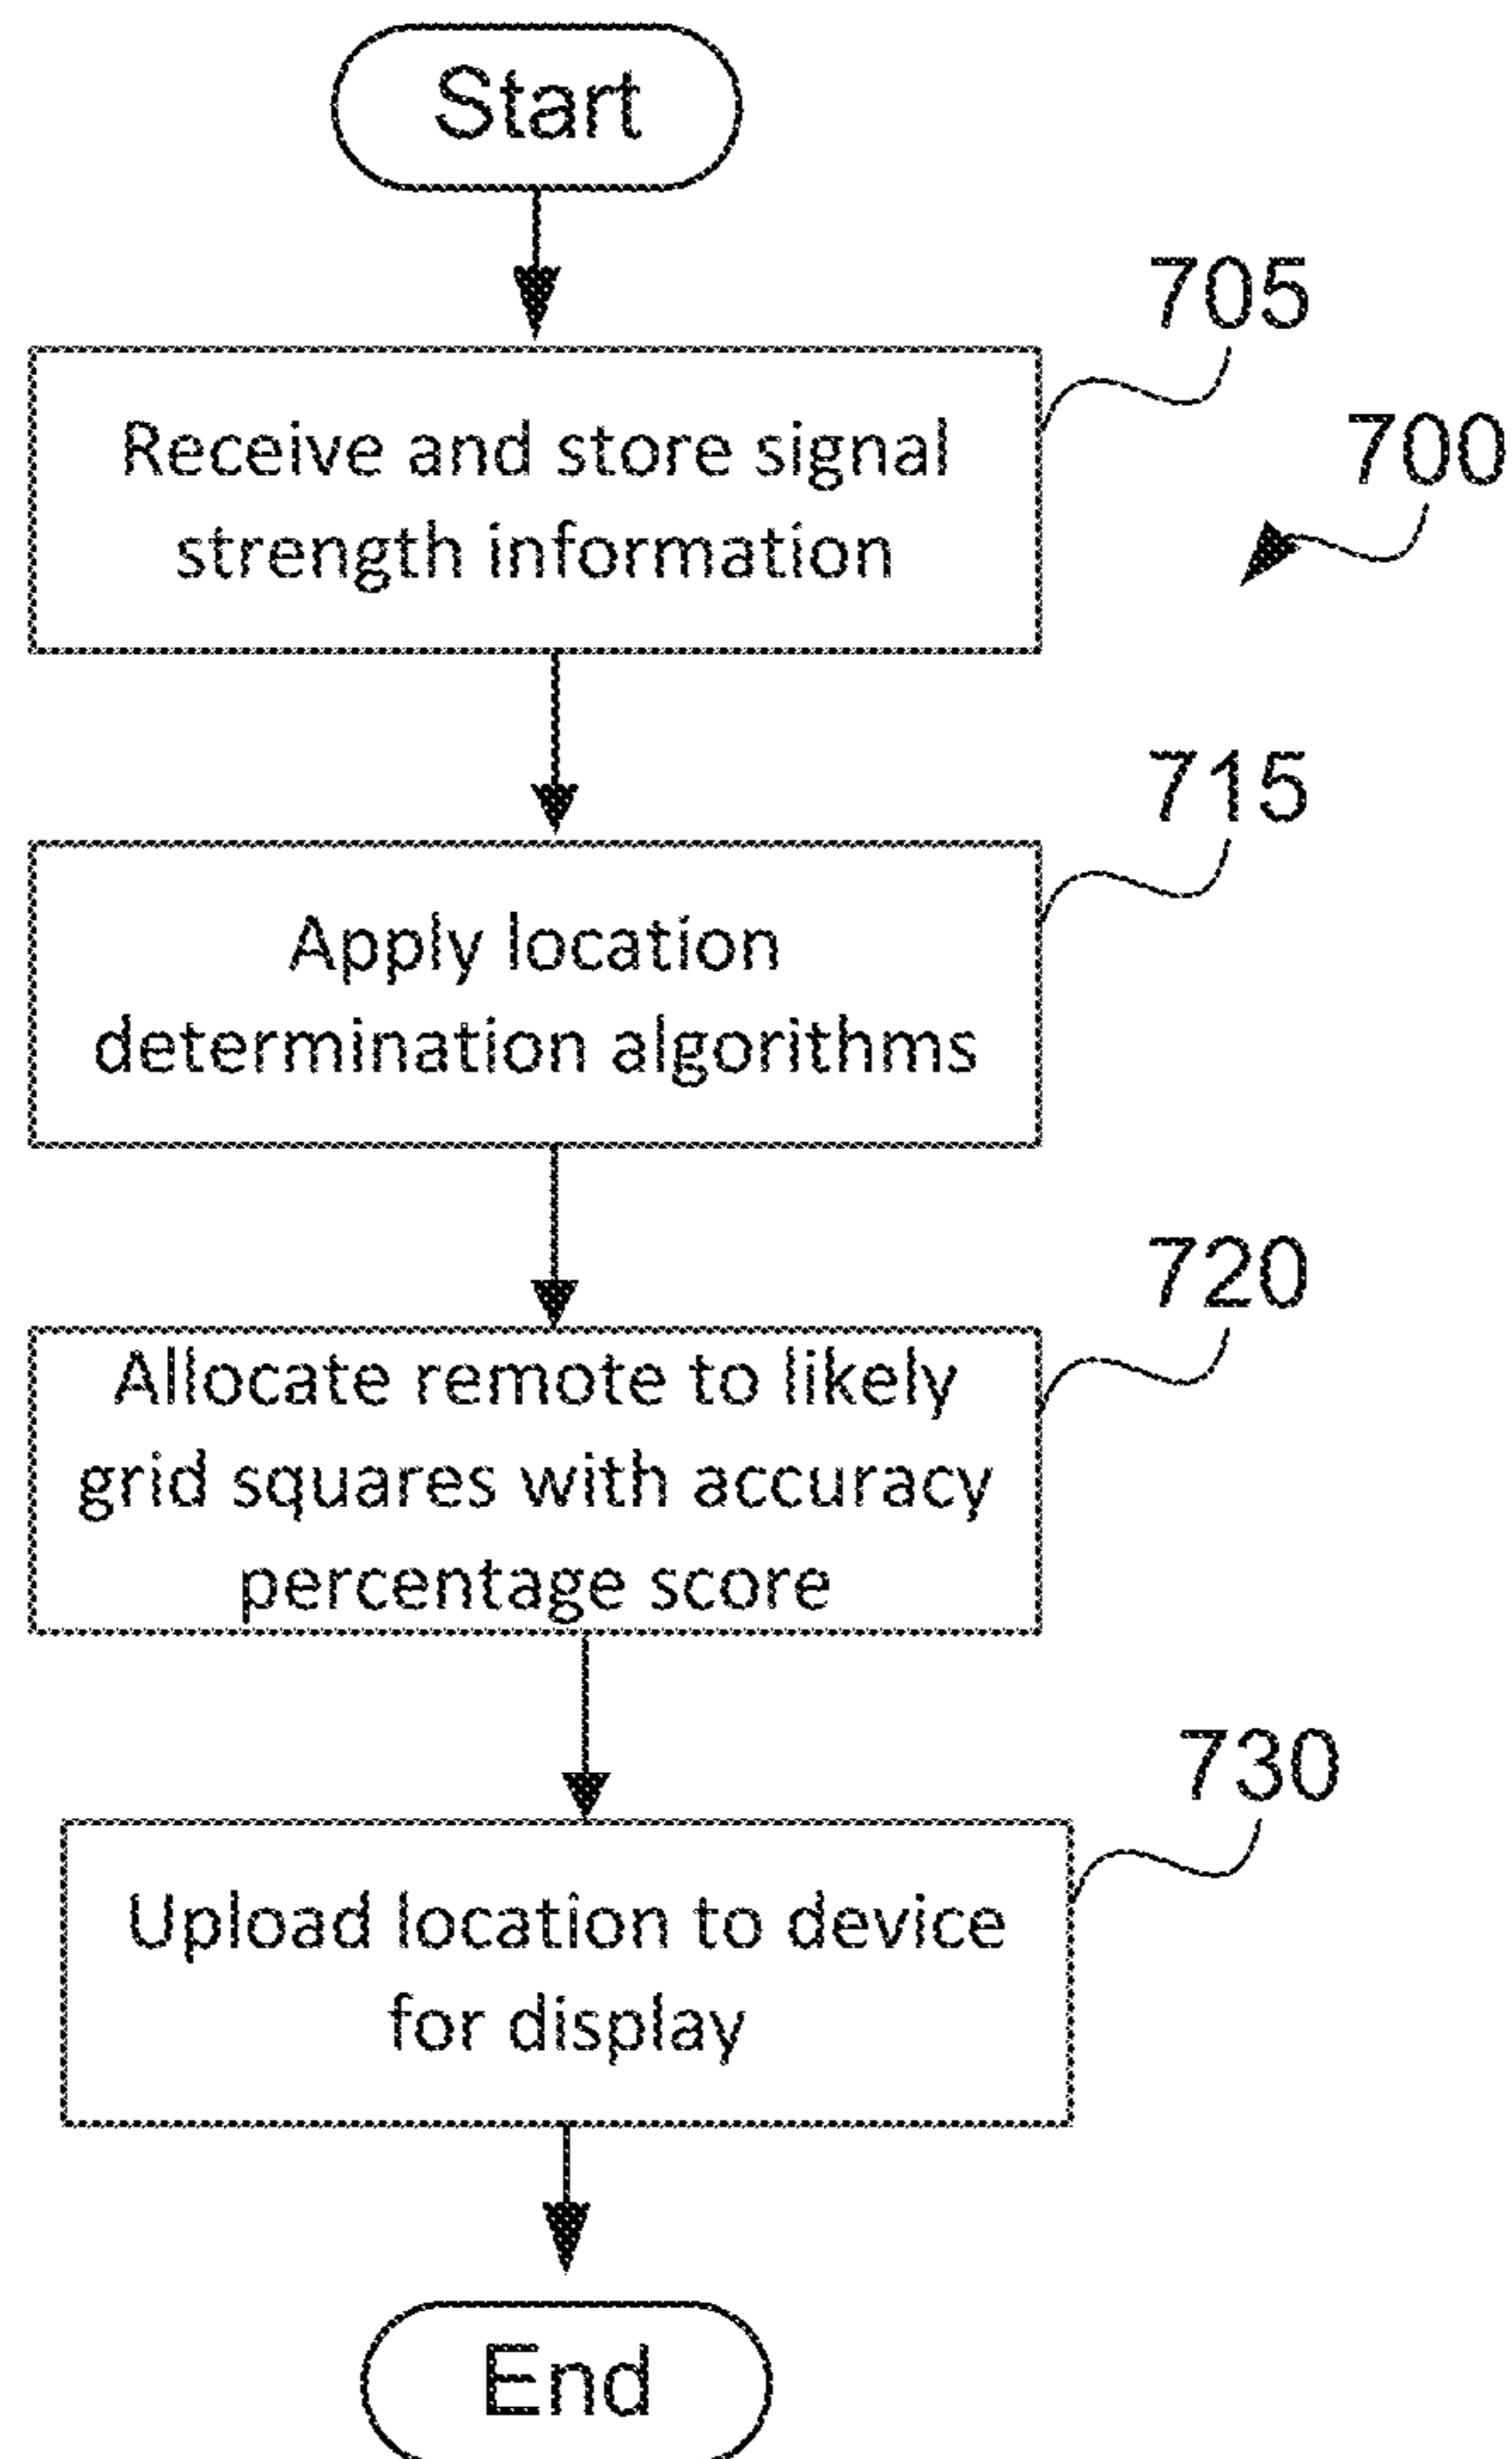 Start
705
Receive and store signal
strength information
700
715
Apply location
determination algorithms
720
Allocate remote to likely
grid squares with accuracy
percentage score
730
Upload location to device
for display
End